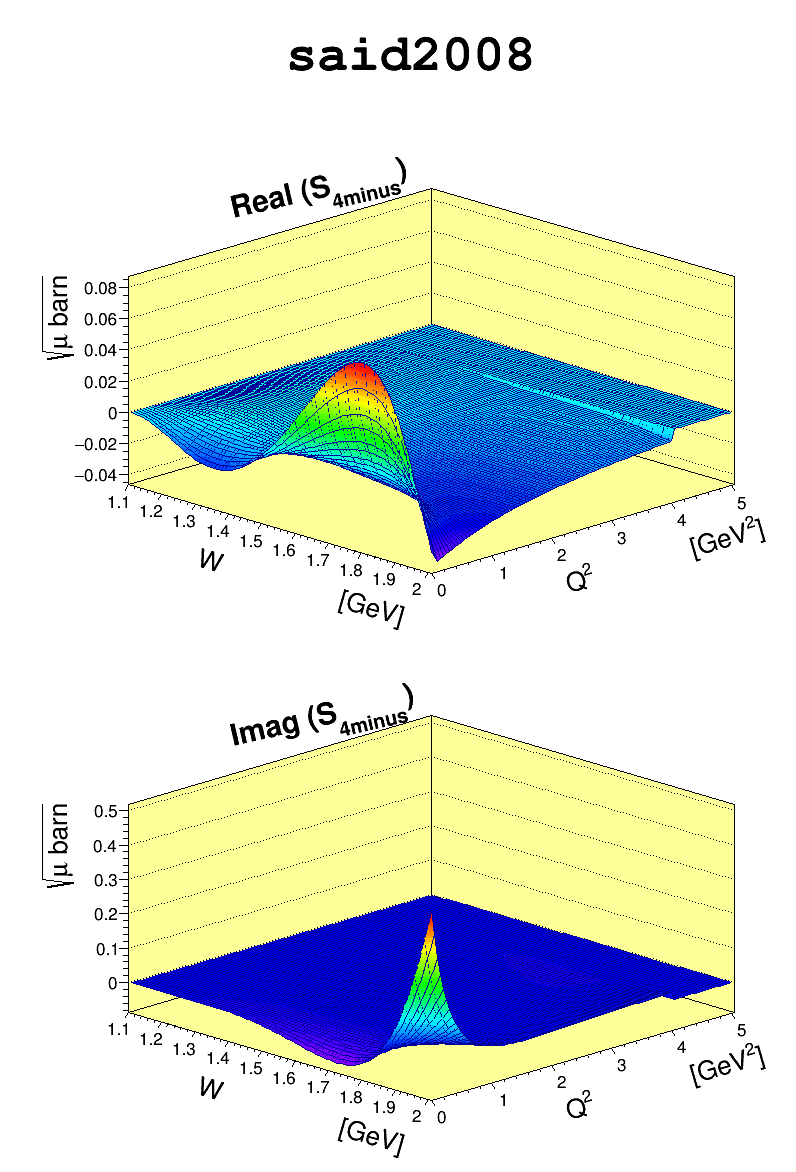 said2008
Real (S4minus)
√μ barn
0.08
0.06
0.04
0.02
0
−0.02
−0.04
1.1 1.2 1.3 1.4 1.5 1.6 1.7 1.8 1.9 2
W [GeV]
0 1 2 3 4 5
Q2 [GeV2]
Imag (S4minus)
√μ barn
0.5
0.4
0.3
0.2
0.1
0
1.1 1.2 1.3 1.4 1.5 1.6 1.7 1.8 1.9 2
W [GeV]
0 1 2 3 4 5
Q2 [GeV2]